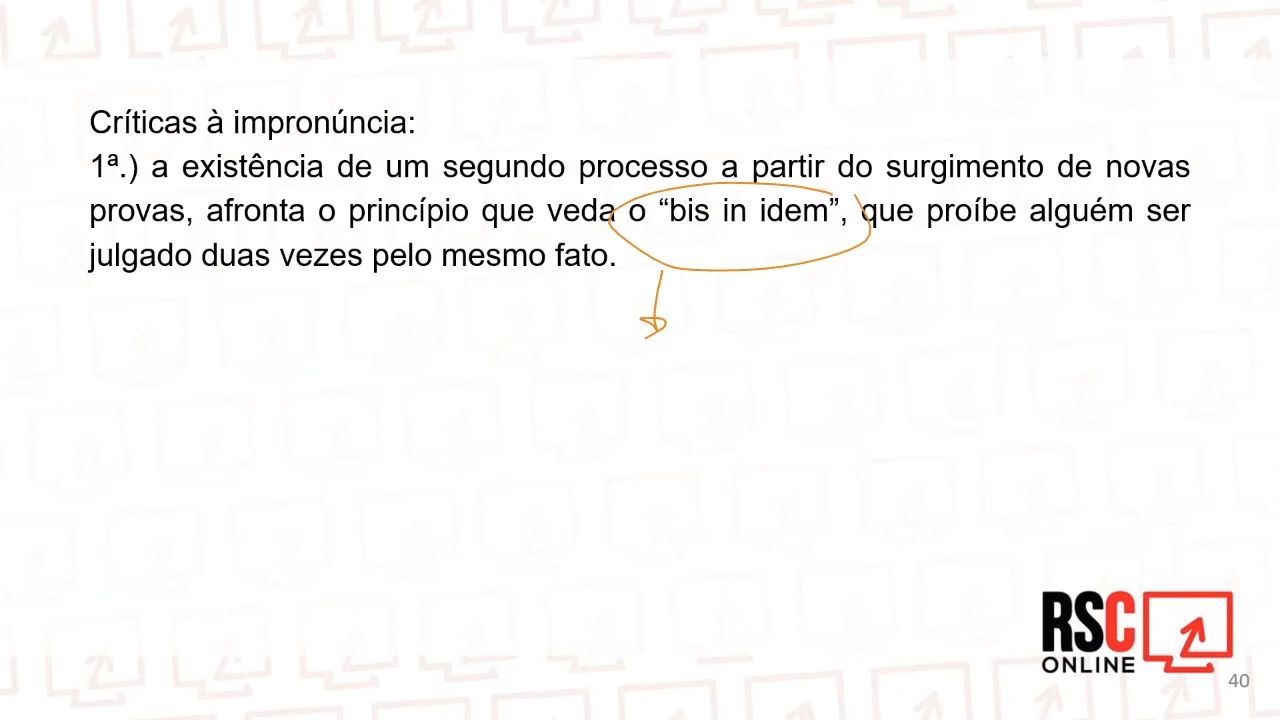 Críticas à impronúncia:
1ª.) a existência de um segundo processo a partir do surgimento de novas
provas, afronta o princípio que veda o “bis in idem”, que proíbe alguém ser
julgado duas vezes pelo mesmo fato.
RSC
ONLINE
40